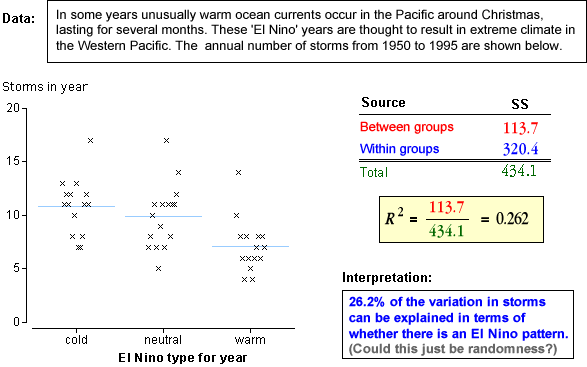 Data:
In some years unusually warm ocean currents occur in the Pacific around Christmas,
lasting for several months. These 'El Nino' years are thought to result in extreme climate in
the Western Pacific. The annual number of storms from 1950 to 1995 are shown below.
Storms in year
20
15
10
5
0
cold neutral warm
El Nino type for year
Source SS
Between groups 113.7
Within groups 320.4
Total 434.1
R² = 113.7 / 434.1 = 0.262
Interpretation:
26.2% of the variation in storms
can be explained in terms of
whether there is an El Nino pattern.
(Could this just be randomness?)